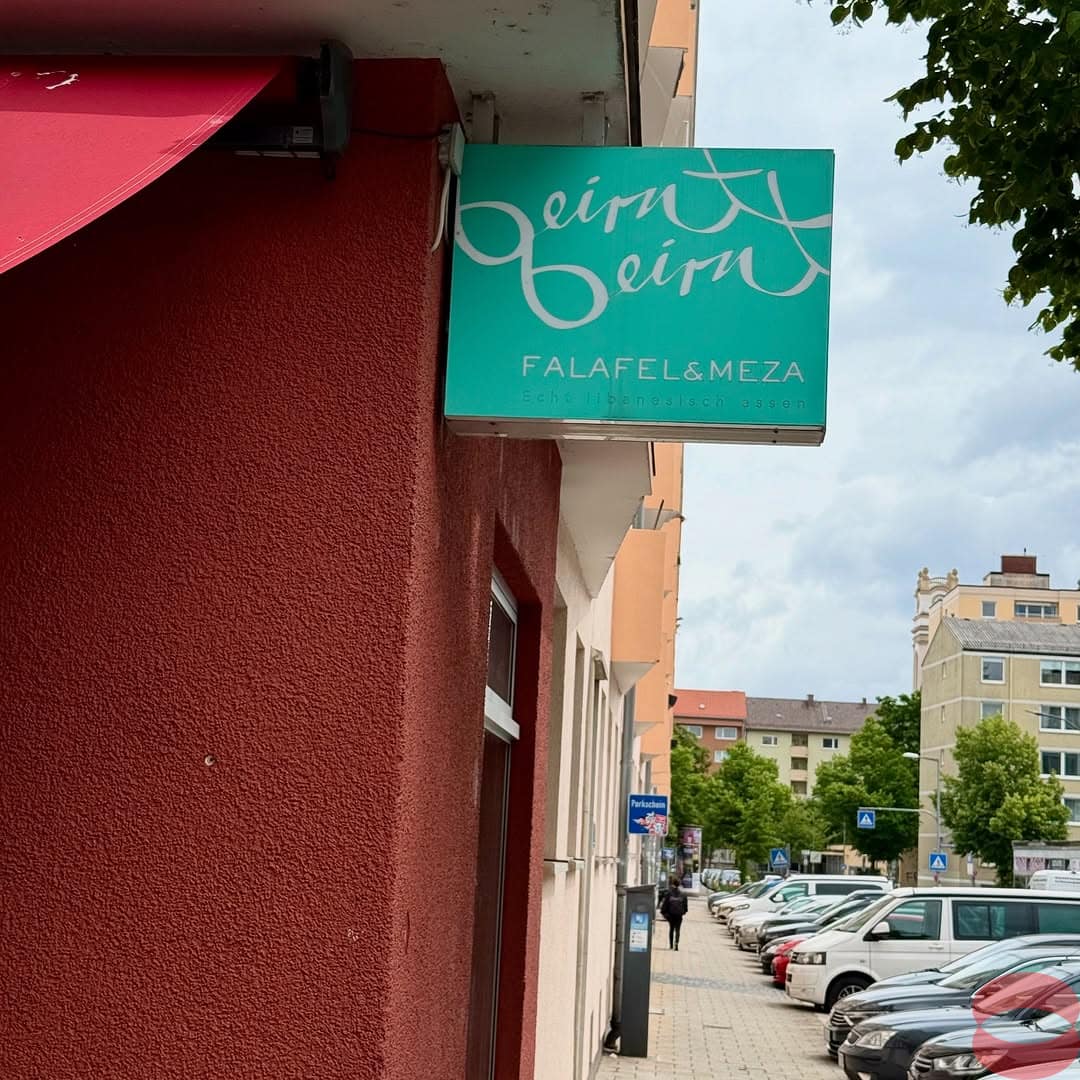 beirut
beirut
FALAFEL&MEZA
Echt libanesisch essen
Parkschein